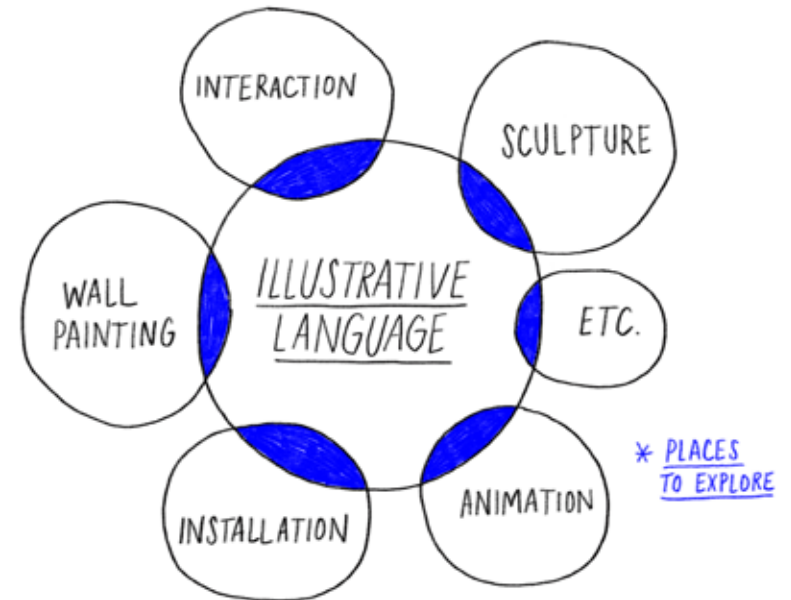 INTERACTION
SCULPTURE
ILLUSTRATIVE
LANGUAGE
WALL
PAINTING
ETC.
* PLACES
TO EXPLORE
ANIMATION
INSTALLATION